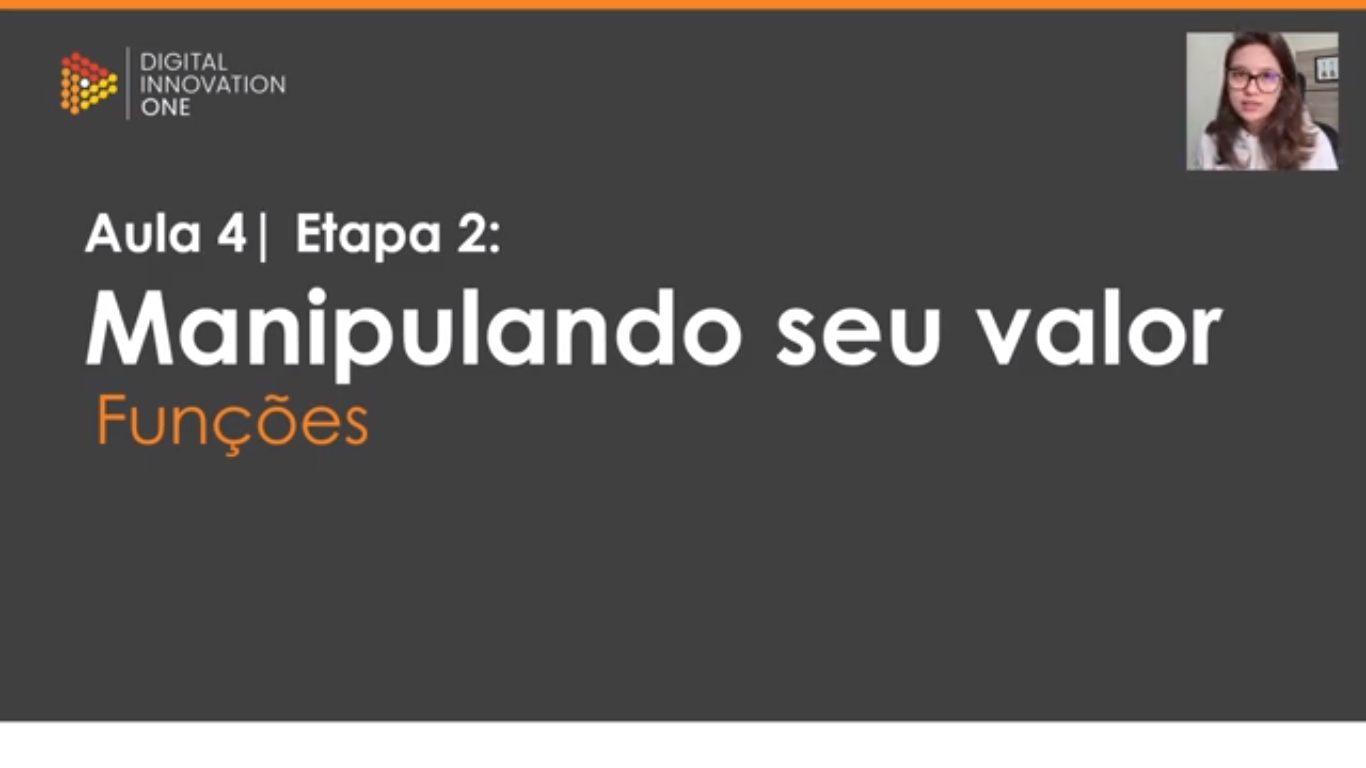 DIGITAL
INNOVATION
ONE
Aula 4| Etapa 2:
Manipulando seu valor
Funções